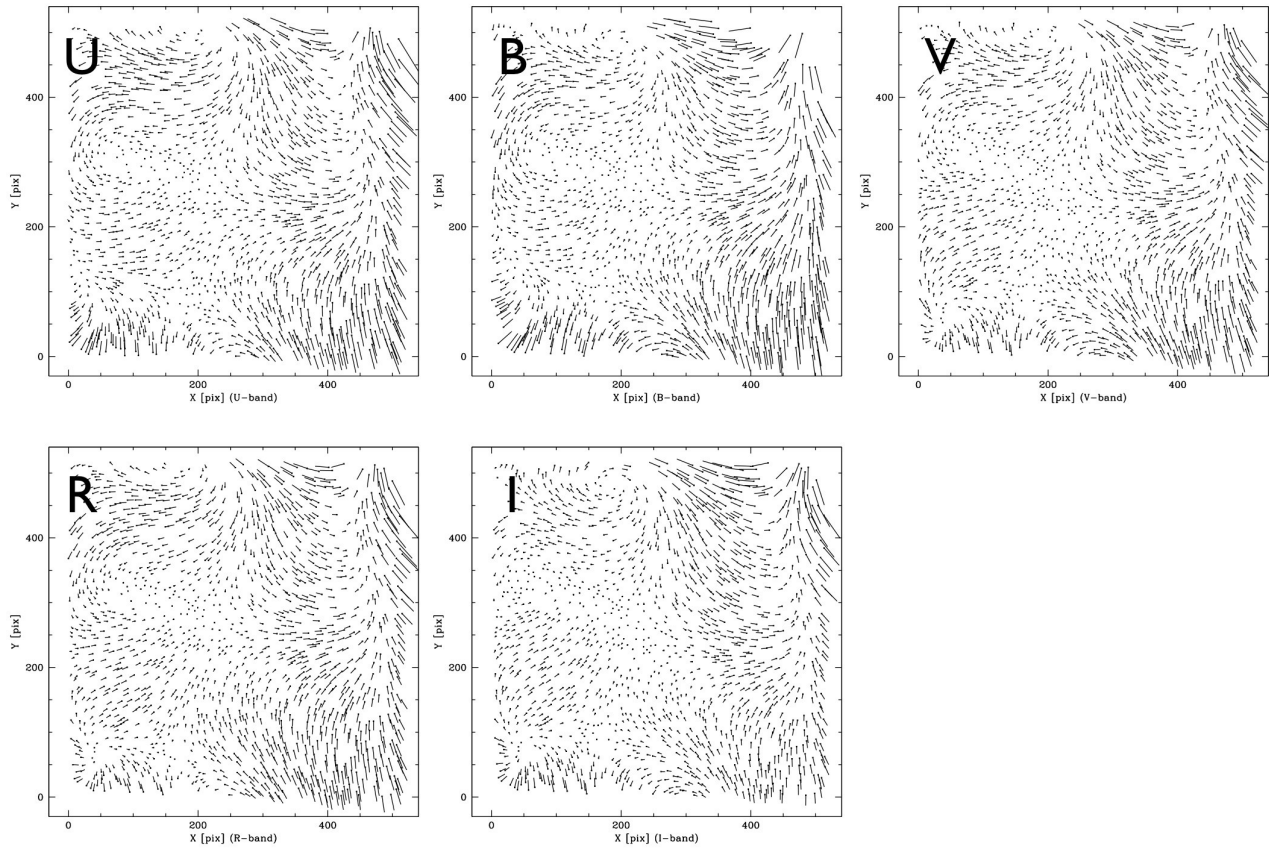 U
B
V
400
200
0
Y [pix]
0
200
400
X [pix] (U-band)
400
200
0
Y [pix]
0
200
400
X [pix] (B-band)
400
200
0
Y [pix]
0
200
400
X [pix] (V-band)
R
I
400
200
0
Y [pix]
0
200
400
X [pix] (R-band)
400
200
0
Y [pix]
0
200
400
X [pix] (I-band)